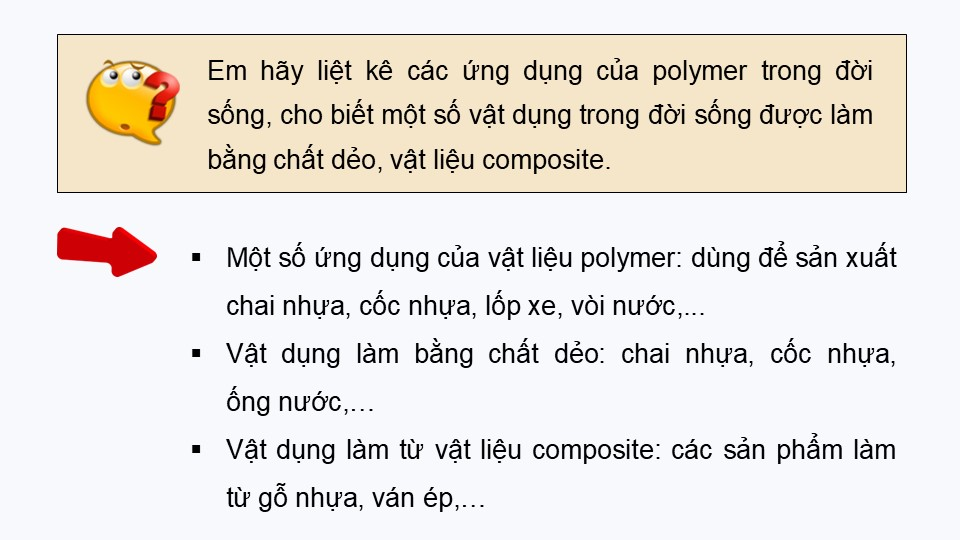 Em hãy liệt kê các ứng dụng của polymer trong đời
sống, cho biết một số vật dụng trong đời sống được làm
bằng chất dẻo, vật liệu composite.
▪ Một số ứng dụng của vật liệu polymer: dùng để sản xuất
chai nhựa, cốc nhựa, lốp xe, vòi nước,...
▪ Vật dụng làm bằng chất dẻo: chai nhựa, cốc nhựa,
ống nước,…
▪ Vật dụng làm từ vật liệu composite: các sản phẩm làm
từ gỗ nhựa, ván ép,…